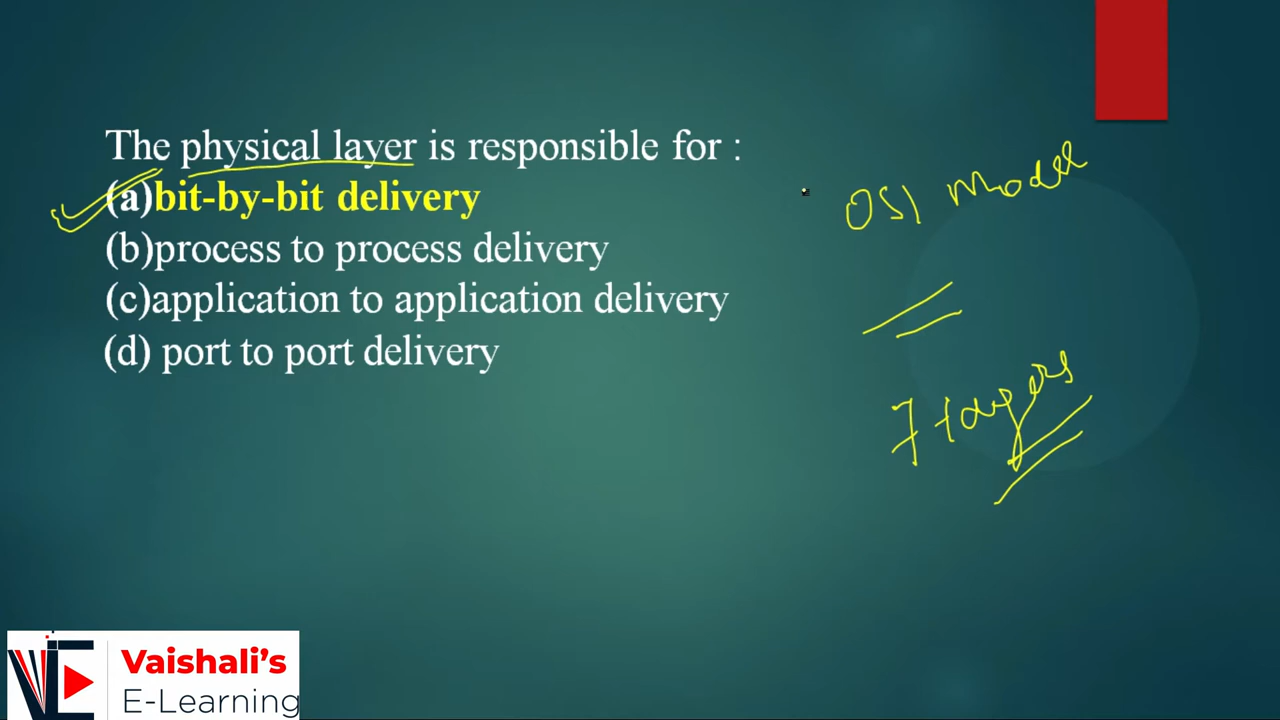 The physical layer is responsible for :
(a)bit-by-bit delivery
(b)process to process delivery
(c)application to application delivery
(d) port to port delivery
OSI Model
7 layers
Vaishali's
E-Learning